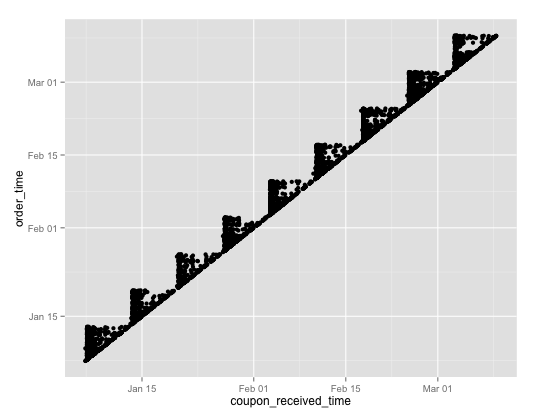 order_time
Mar 01
Feb 15
Feb 01
Jan 15
Jan 15 Feb 01 Feb 15 Mar 01
coupon_received_time